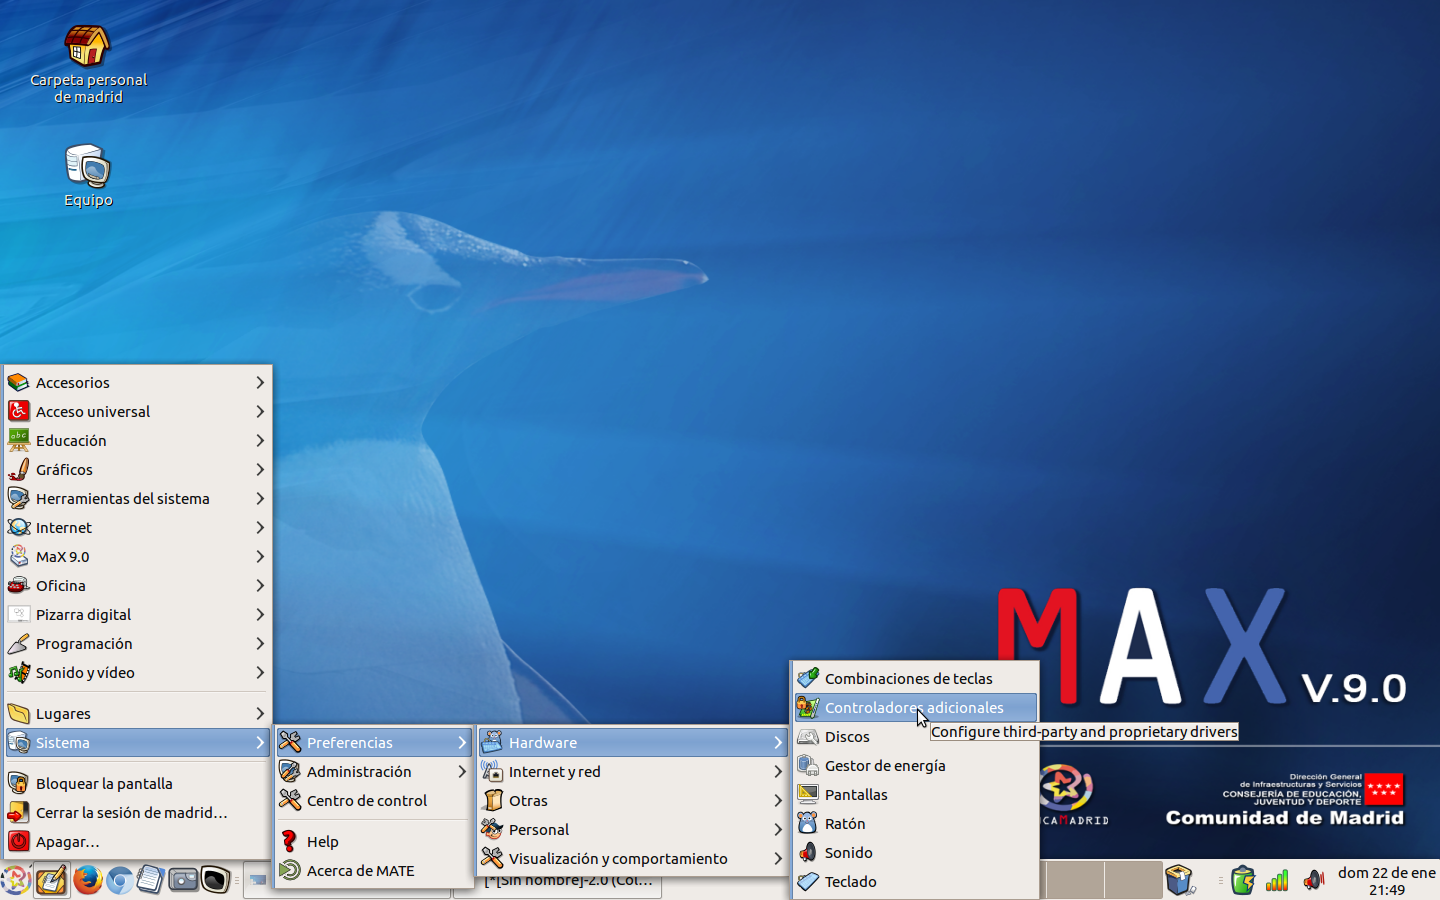 Carpeta personal
de madrid
Equipo
Accesorios
Acceso universal
Educación
Gráficos
Herramientas del sistema
Internet
MaX 9.0
Oficina
Pizarra digital
Programación
Sonido y vídeo
Lugares
Sistema
Bloquear la pantalla
Cerrar la sesión de madrid...
Apagar...
Preferencias
Administración
Centro de control
Help
Acerca de MATE
Hardware
Internet y red
Otras
Personal
Visualización y comportamiento
Combinaciones de teclas
Controladores adicionales
Discos
Gestor de energía
Pantallas
Ratón
Sonido
Teclado
Configure third-party and proprietary drivers
MAX
V.9.0
Dirección General
de Infraestructuras y Servicios
CONSEJERÍA DE EDUCACIÓN,
JUVENTUD Y DEPORTE
Comunidad de Madrid
CAMADRID
[*[Sin nombre]-2.0 (Col...
dom 22 de ene
21:49